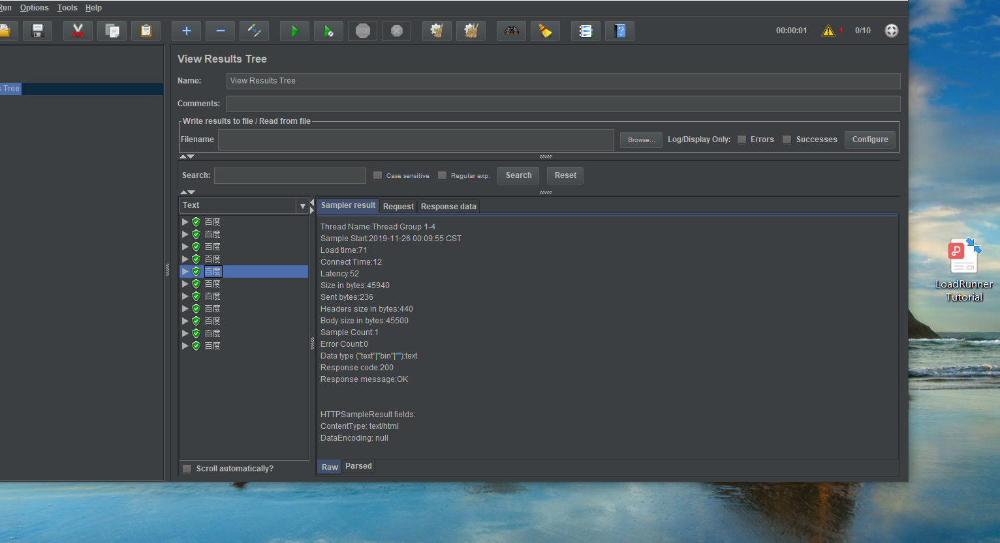 Run Options Tools Help
STOP
00:00:01 1 0/10
View Results Tree
s Tree
Name: View Results Tree
Comments:
Write results to file / Read from file
Filename Browse... Log/Display Only: Errors Successes Configure
Search: Case sensitive Regular exp. Search Reset
Text
Sampler result Request Response data
百度
百度
百度
百度
百度
百度
百度
百度
百度
百度
百度
Thread Name:Thread Group 1-4
Sample Start:2019-11-26 00:09:55 CST
Load time:71
Connect Time:12
Latency:52
Size in bytes:45940
Sent bytes:236
Headers size in bytes:440
Body size in bytes:45500
Sample Count:1
Error Count:0
Data type ("text"|"bin"|""):text
Response code:200
Response message:OK
HTTPSampleResult fields:
ContentType: text/html
DataEncoding: null
Scroll automatically?
Raw Parsed
LoadRunner
Tutorial